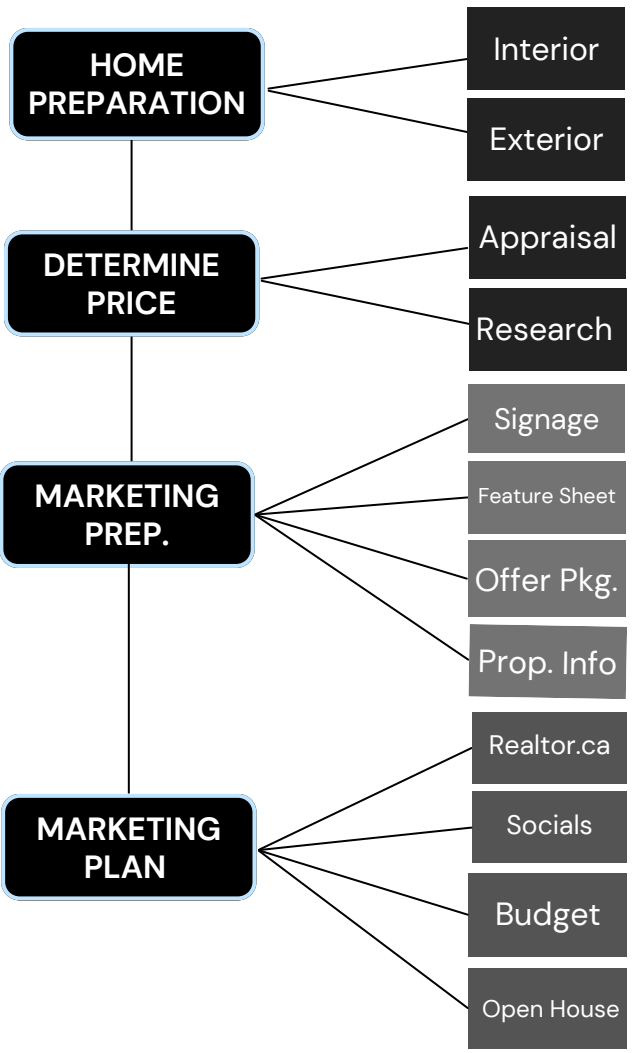 HOME
PREPARATION
Interior
Exterior
DETERMINE
PRICE
Appraisal
Research
MARKETING
PREP.
Signage
Feature Sheet
Offer Pkg.
Prop. Info
MARKETING
PLAN
Realtor.ca
Socials
Budget
Open House